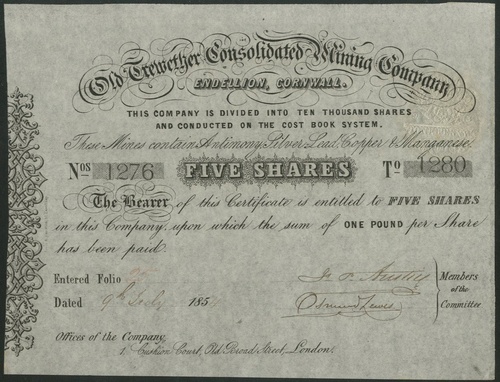 Old Trewether Consolidated Mining Company
ENDELLION, CORNWALL.
THIS COMPANY IS DIVIDED INTO TEN THOUSAND SHARES
AND CONDUCTED ON THE COST BOOK SYSTEM.
These Mines contain Antimony, Silver, Lead, Copper & Manganese.
Nos 1276 FIVE SHARES To 1280
The Bearer of this Certificate is entitled to FIVE SHARES
in this Company, upon which the sum of ONE POUND per Share
has been paid.
Entered Folio
Dated 9th July 185
Members
of the
Committee
Offices of the Company,
1, Cushion Court, Old Broad Street, London.